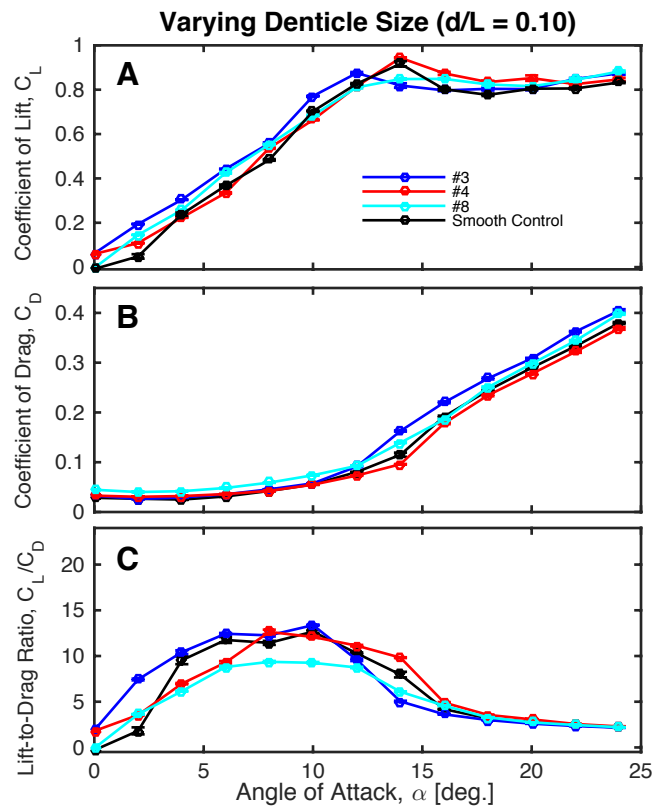 Varying Denticle Size (d/L = 0.10)
A
Coefficient of Lift, C_L
1
0.8
0.6
0.4
0.2
0
#3
#4
#8
Smooth Control
B
Coefficient of Drag, C_D
0.4
0.3
0.2
0.1
0
C
Lift-to-Drag Ratio, C_L/C_D
20
15
10
5
0
0 5 10 15 20 25
Angle of Attack, α [deg.]